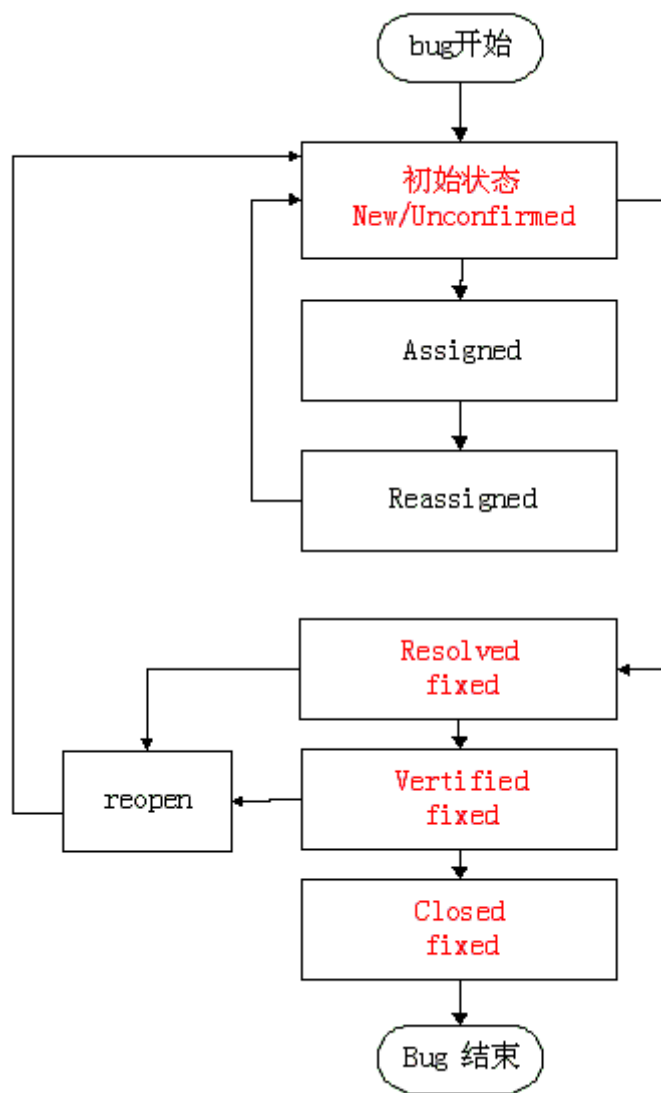 bug开始
初始状态
New/Unconfirmed
Assigned
Reassigned
Resolved
fixed
reopen
Vertified
fixed
Closed
fixed
Bug 结束